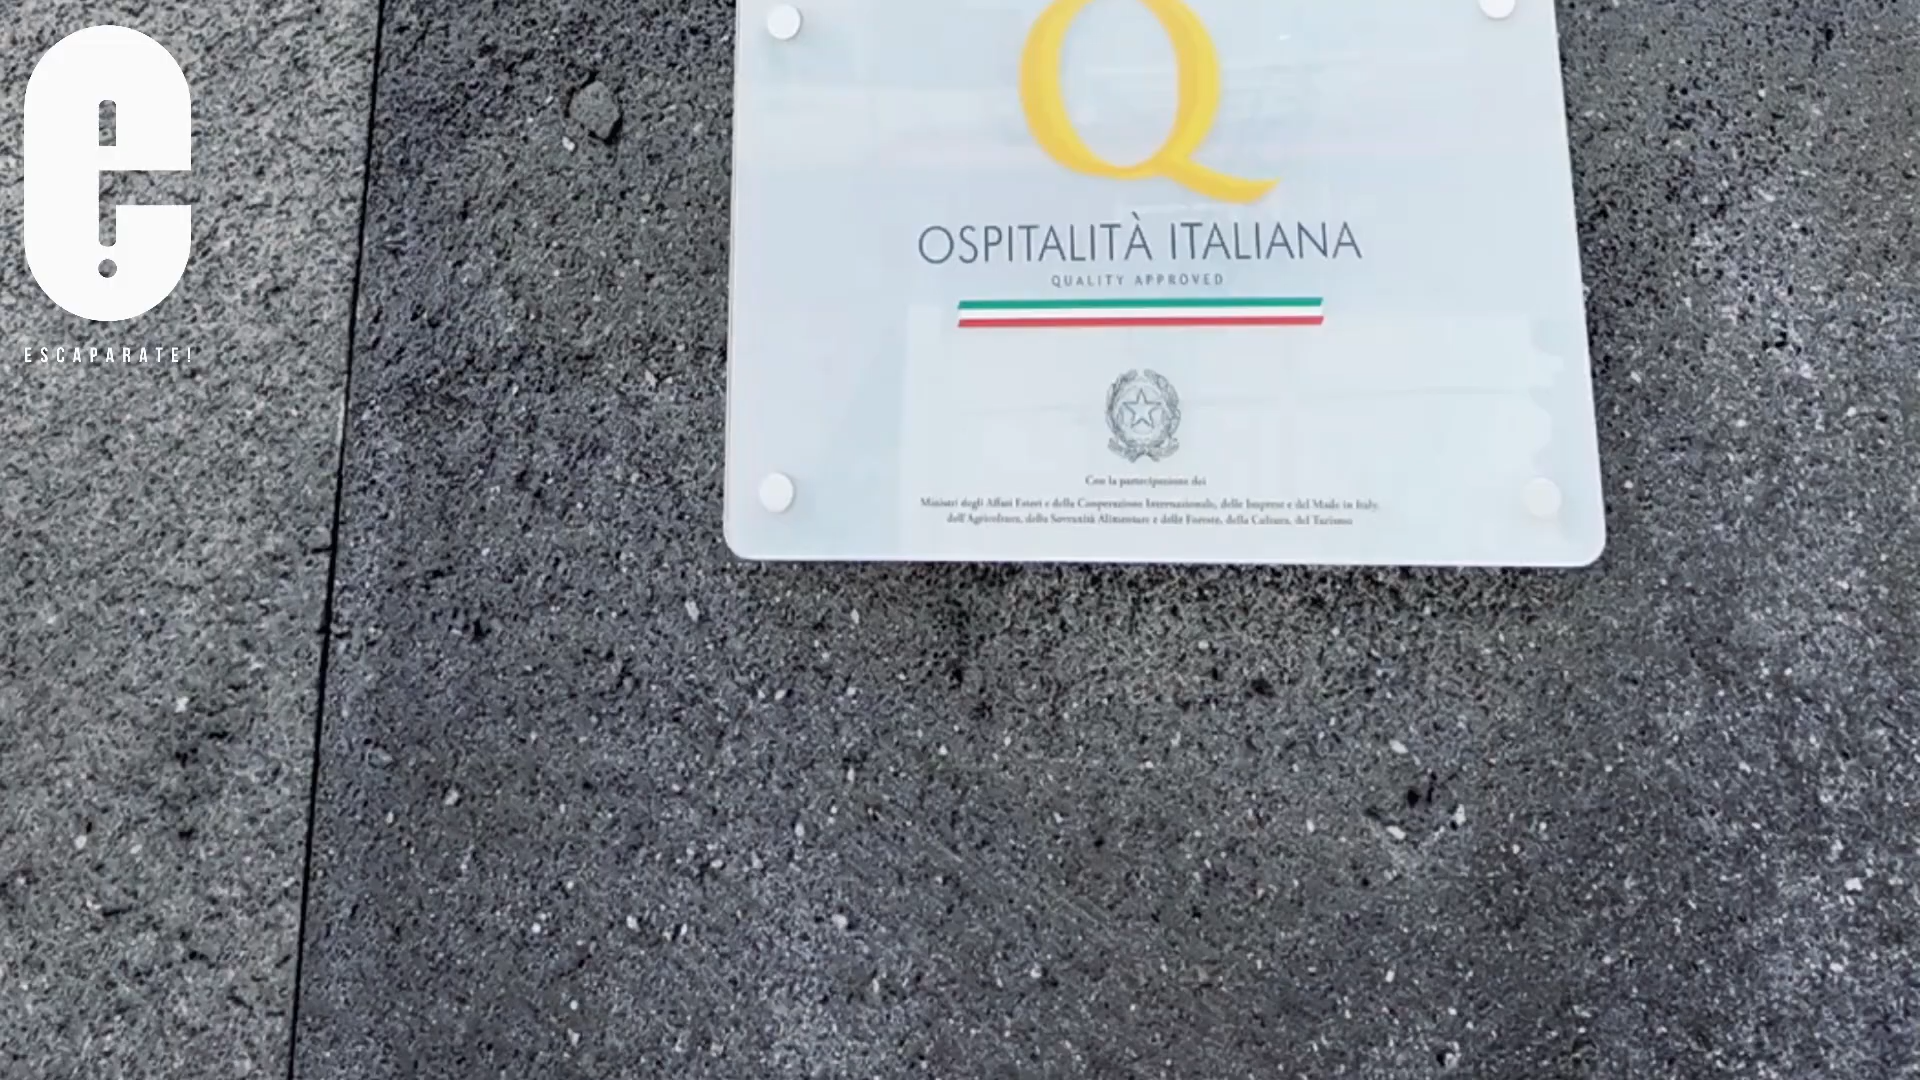 e
ESCAPARATE!
Q
OSPITALITÀ ITALIANA
QUALITY APPROVED
Con la partecipazione dei
Ministri degli Affari Esteri e della Cooperazione Internazionale, delle Imprese e del Made in Italy,
dell'Agricoltura, della Sovranità Alimentare e delle Foreste, della Cultura, del Turismo